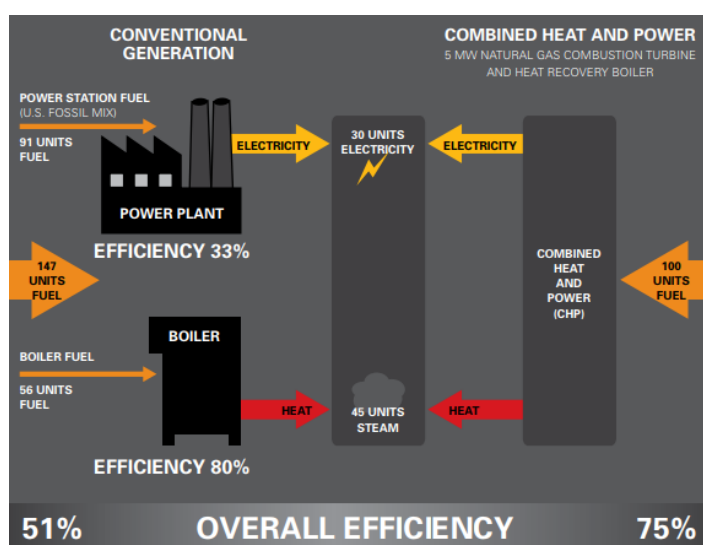 CONVENTIONAL
GENERATION
COMBINED HEAT AND POWER
5 MW NATURAL GAS COMBUSTION TURBINE
AND HEAT RECOVERY BOILER
POWER STATION FUEL
(U.S. FOSSIL MIX)
91 UNITS
FUEL
POWER PLANT
EFFICIENCY 33%
ELECTRICITY
30 UNITS
ELECTRICITY
ELECTRICITY
147
UNITS
FUEL
COMBINED
HEAT
AND
POWER
(CHP)
100
UNITS
FUEL
BOILER
BOILER FUEL
56 UNITS
FUEL
HEAT
45 UNITS
STEAM
HEAT
EFFICIENCY 80%
51%
OVERALL EFFICIENCY
75%